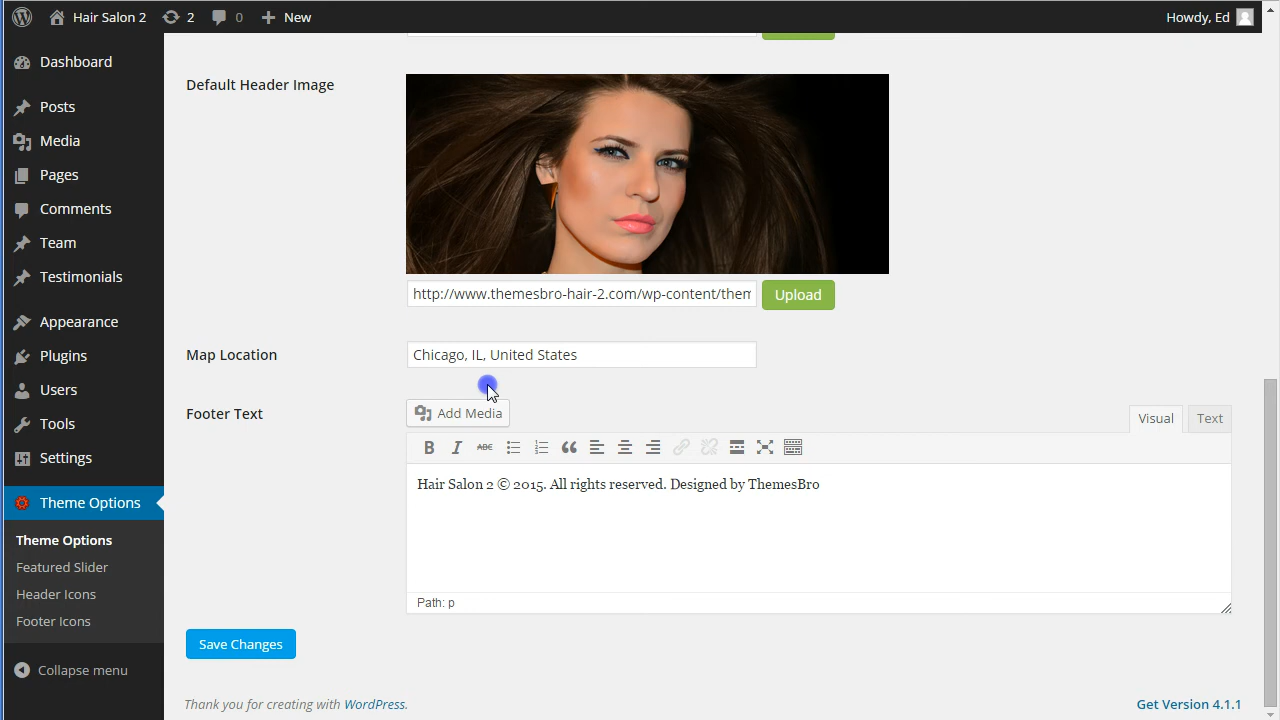 Hair Salon 2
2
0
New
Howdy, Ed
Dashboard
Posts
Media
Pages
Comments
Team
Testimonials
Appearance
Plugins
Users
Tools
Settings
Theme Options
Theme Options
Featured Slider
Header Icons
Footer Icons
Collapse menu
Default Header Image
http://www.themesbro-hair-2.com/wp-content/them
Upload
Map Location
Chicago, IL, United States
Footer Text
Add Media
Visual
Text
B
I
ABC
Hair Salon 2 © 2015. All rights reserved. Designed by ThemesBro
Path: p
Save Changes
Thank you for creating with WordPress.
Get Version 4.1.1